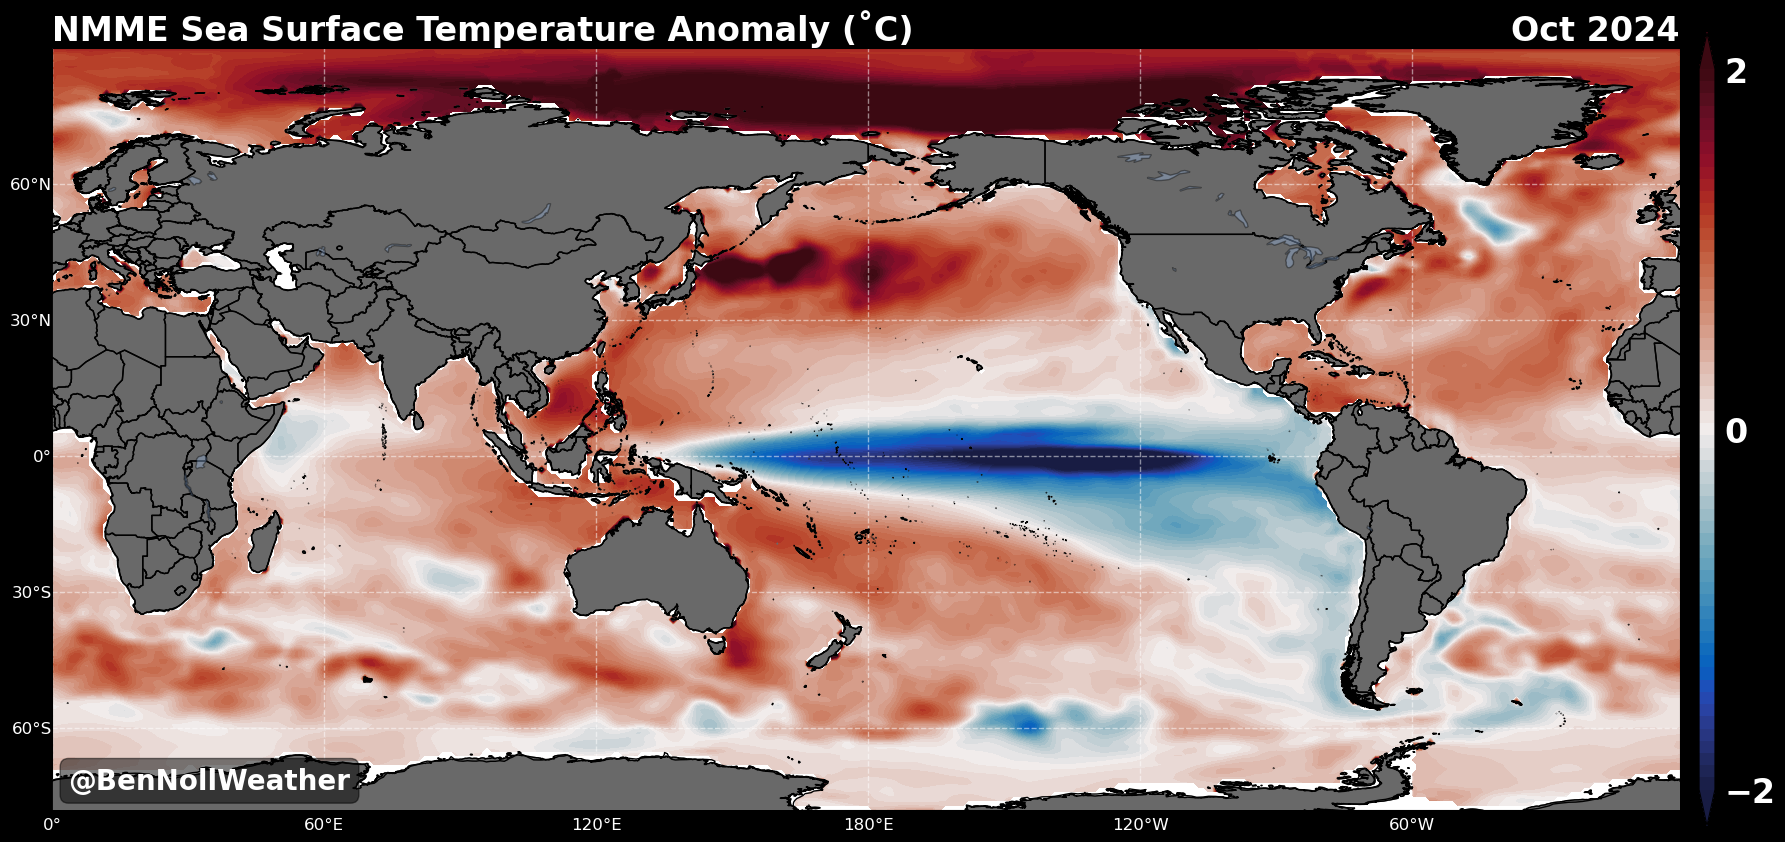 NMME Sea Surface Temperature Anomaly (˚C)
Oct 2024
2
0
−2
60°N
30°N
0°
30°S
60°S
@BenNollWeather
0°
60°E
120°E
180°E
120°W
60°W